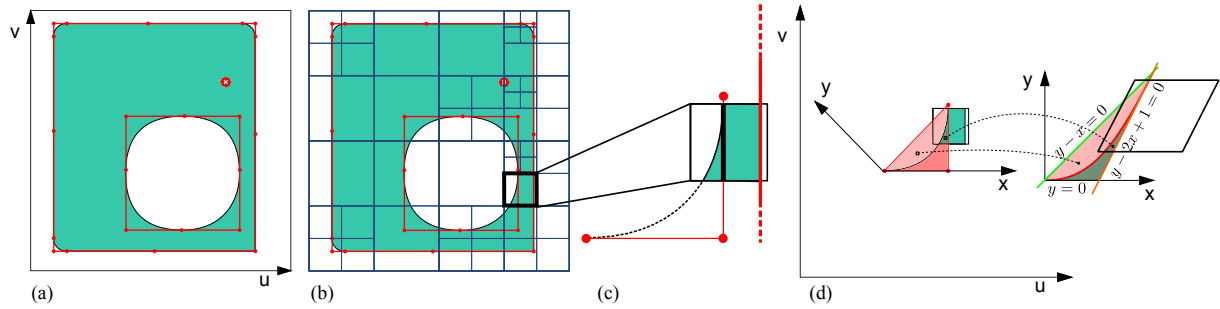 v
u
(a)
(b)
(c)
v
y
x
y
y − x = 0
y − 2x + 1 = 0
y = 0
x
u
(d)